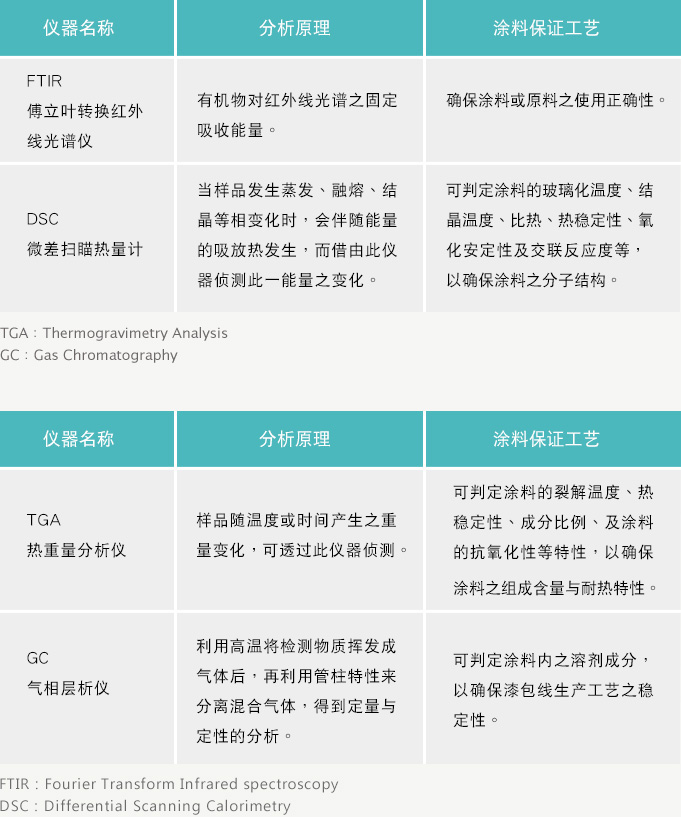 仪器名称
分析原理
涂料保证工艺
FTIR
傅立叶转换红外
线光谱仪
有机物对红外线光谱之固定
吸收能量。
确保涂料或原料之使用正确性。
DSC
微差扫瞄热量计
当样品发生蒸发、融熔、结
晶等相变化时，会伴随能量
的吸放热发生，而借由此仪
器侦测此一能量之变化。
可判定涂料的玻璃化温度、结
晶温度、比热、热稳定性、氧
化安定性及交联反应度等，
以确保涂料之分子结构。
TGA：Thermogravimetry Analysis
GC：Gas Chromatography
仪器名称
分析原理
涂料保证工艺
TGA
热重量分析仪
样品随温度或时间产生之重
量变化，可透过此仪器侦测。
可判定涂料的裂解温度、热
稳定性、成分比例、及涂料
的抗氧化性等特性，以确保
涂料之组成含量与耐热特性。
GC
气相层析仪
利用高温将检测物质挥发成
气体后，再利用管柱特性来
分离混合气体，得到定量与
定性的分析。
可判定涂料内之溶剂成分，
以确保漆包线生产工艺之稳
定性。
FTIR：Fourier Transform Infrared spectroscopy
DSC：Differential Scanning Calorimetry